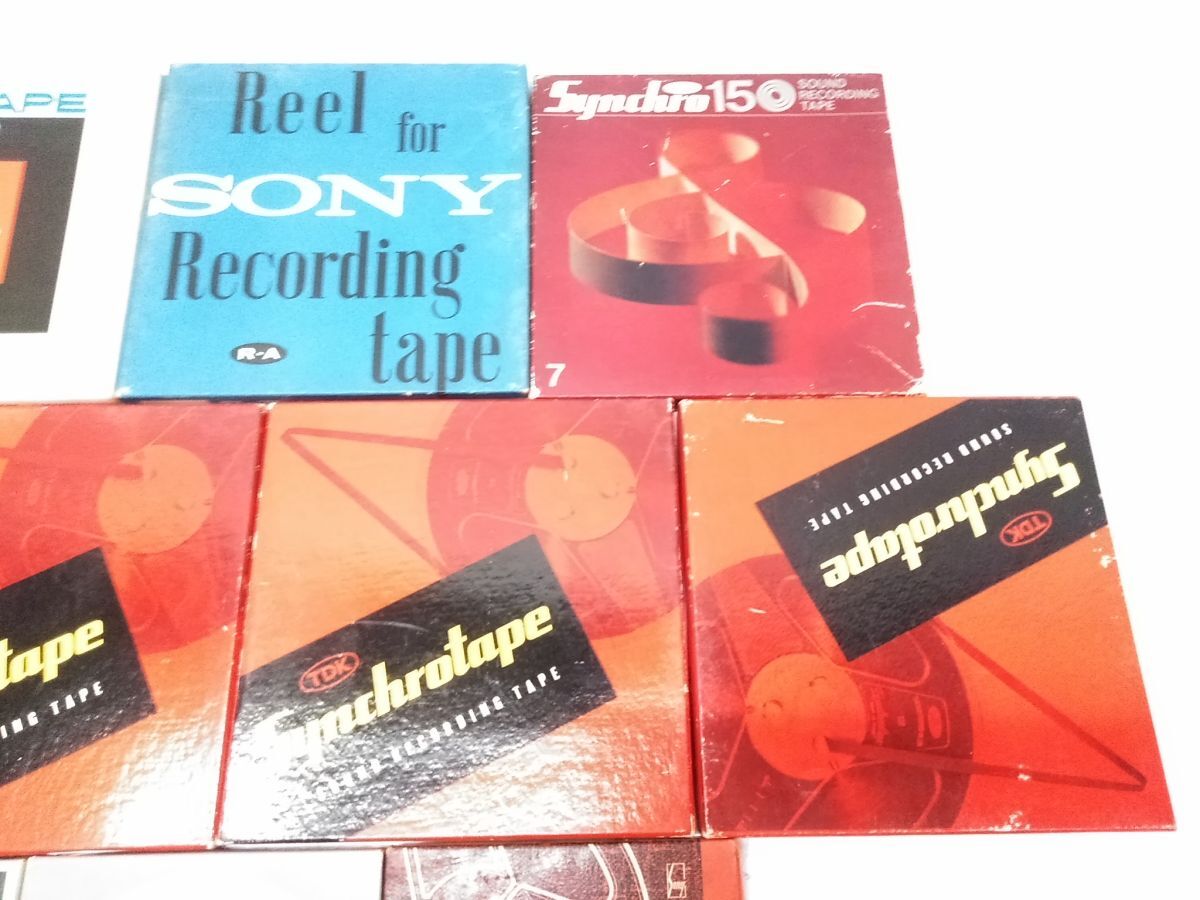 APE
Reel for
SONY
Recording
tape
R-A
Synchro 150
SOUND
RECORDING
TAPE
7
tape
ING TAPE
TDK
Synchrotape
SOUND RECORDING TAPE
TDK
Synchrotape
SOUND RECORDING TAPE